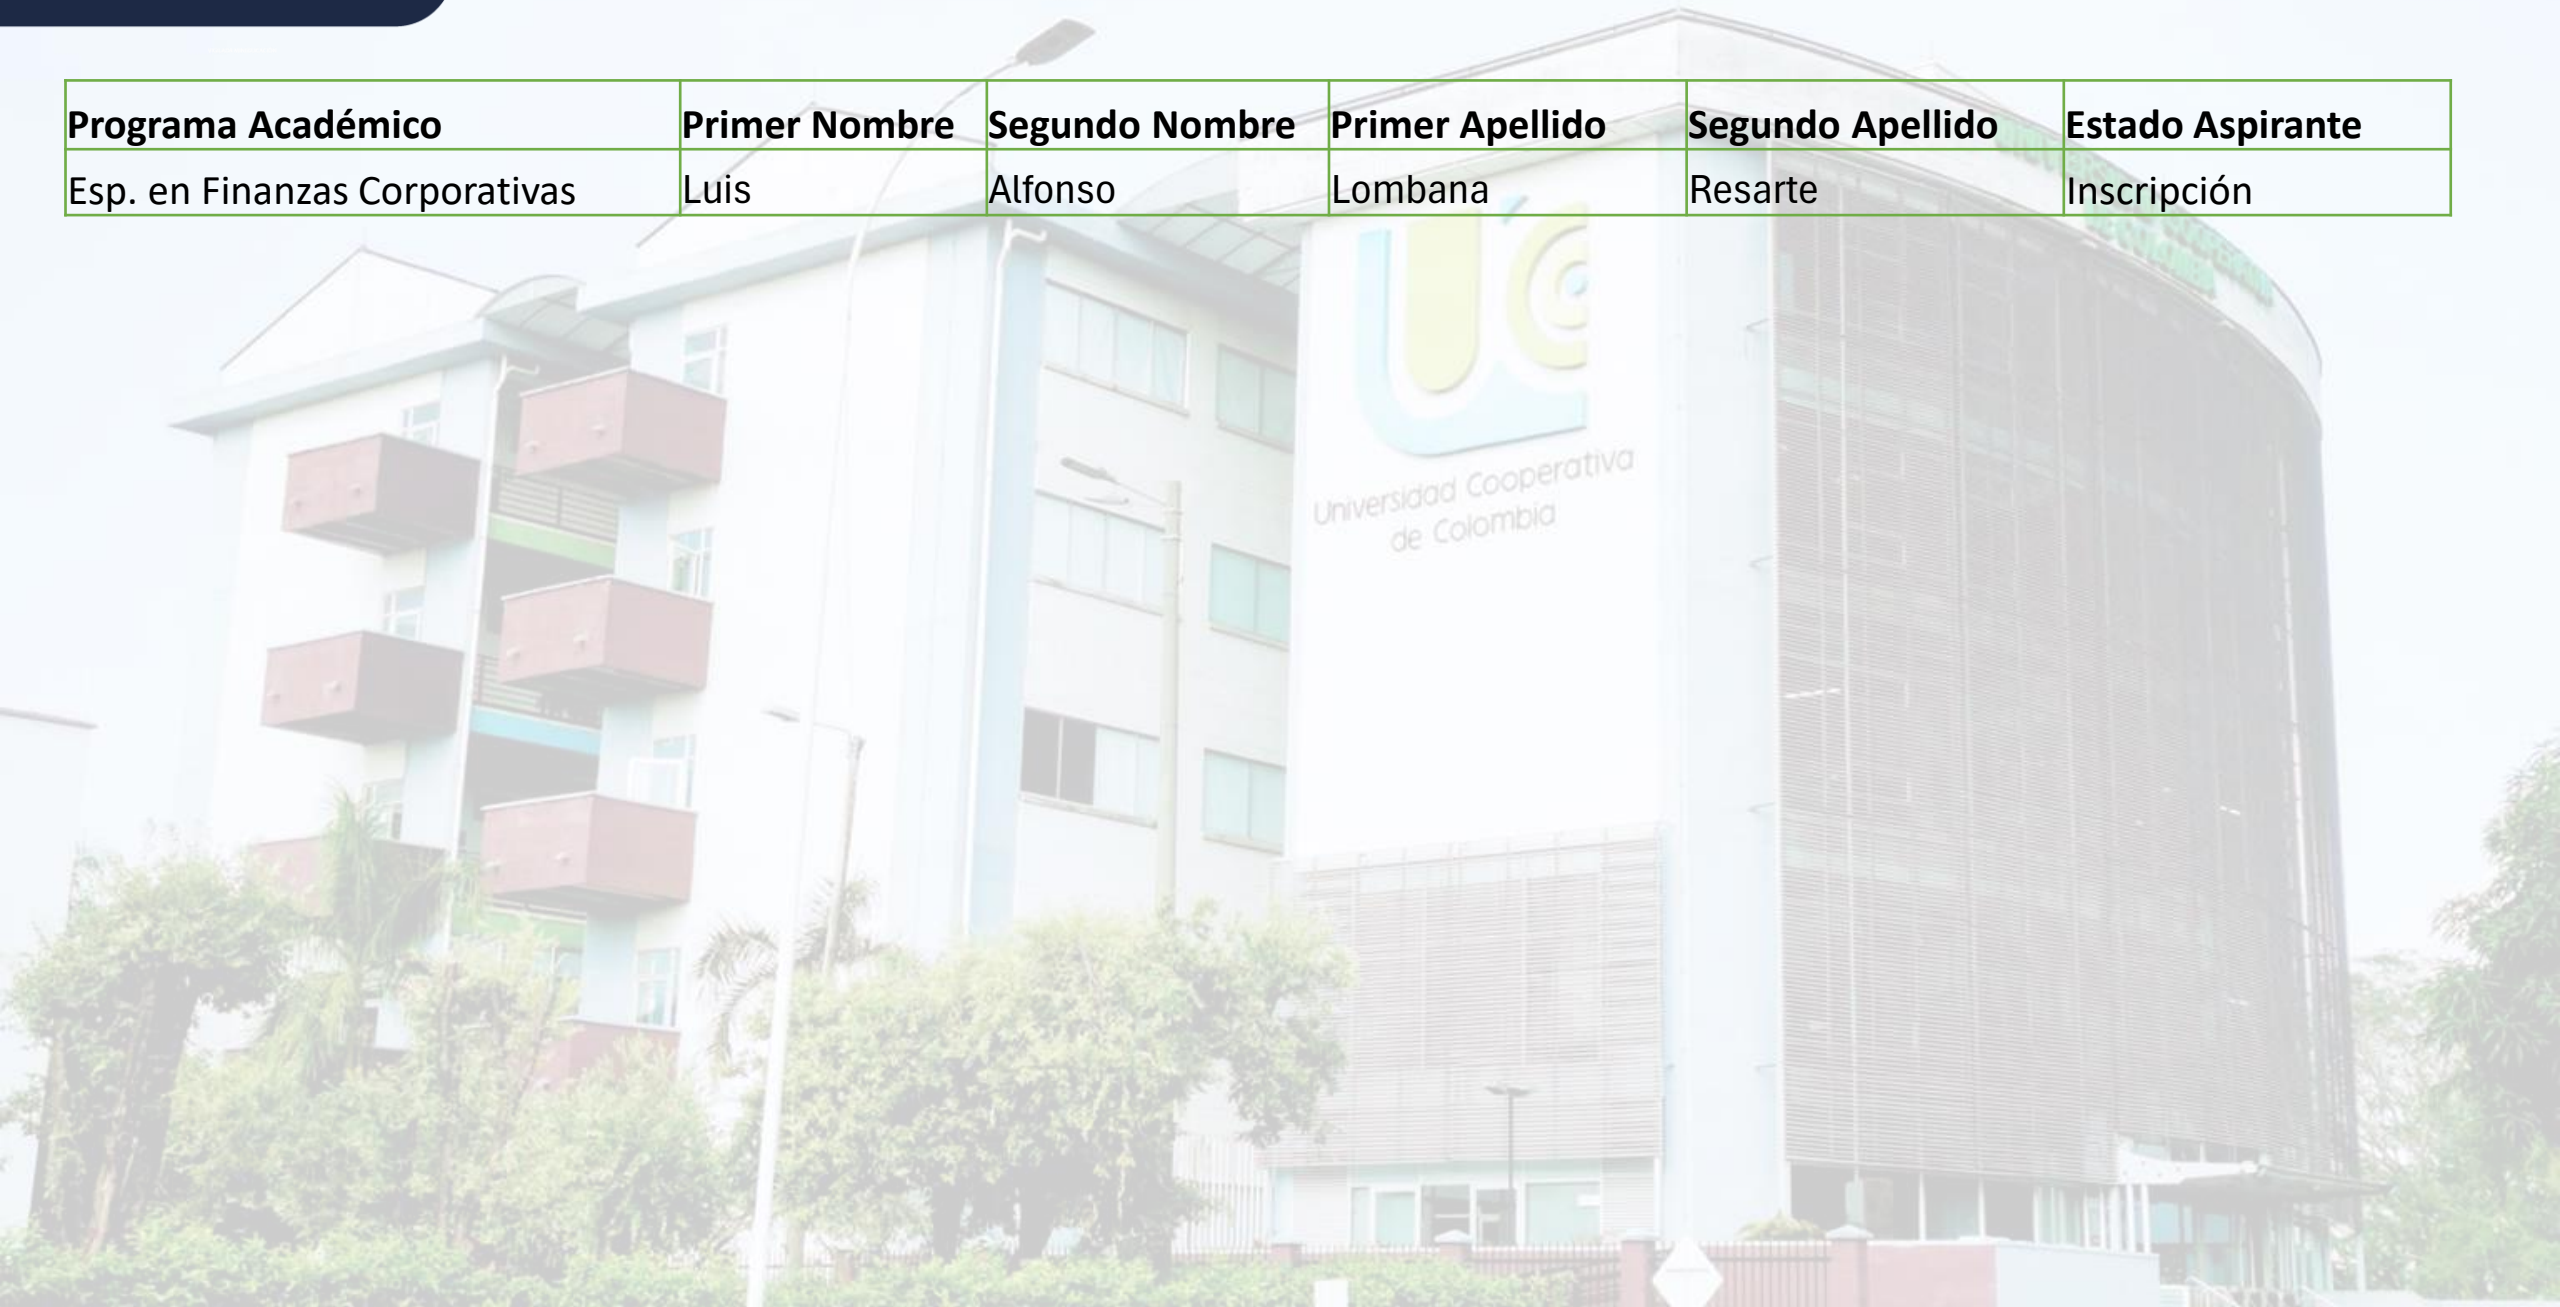 Programa Académico Primer Nombre Segundo Nombre Primer Apellido Segundo Apellido Estado Aspirante
Esp. en Finanzas Corporativas Luis Alfonso Lombana Resarte Inscripción
Universidad Cooperativa
de Colombia